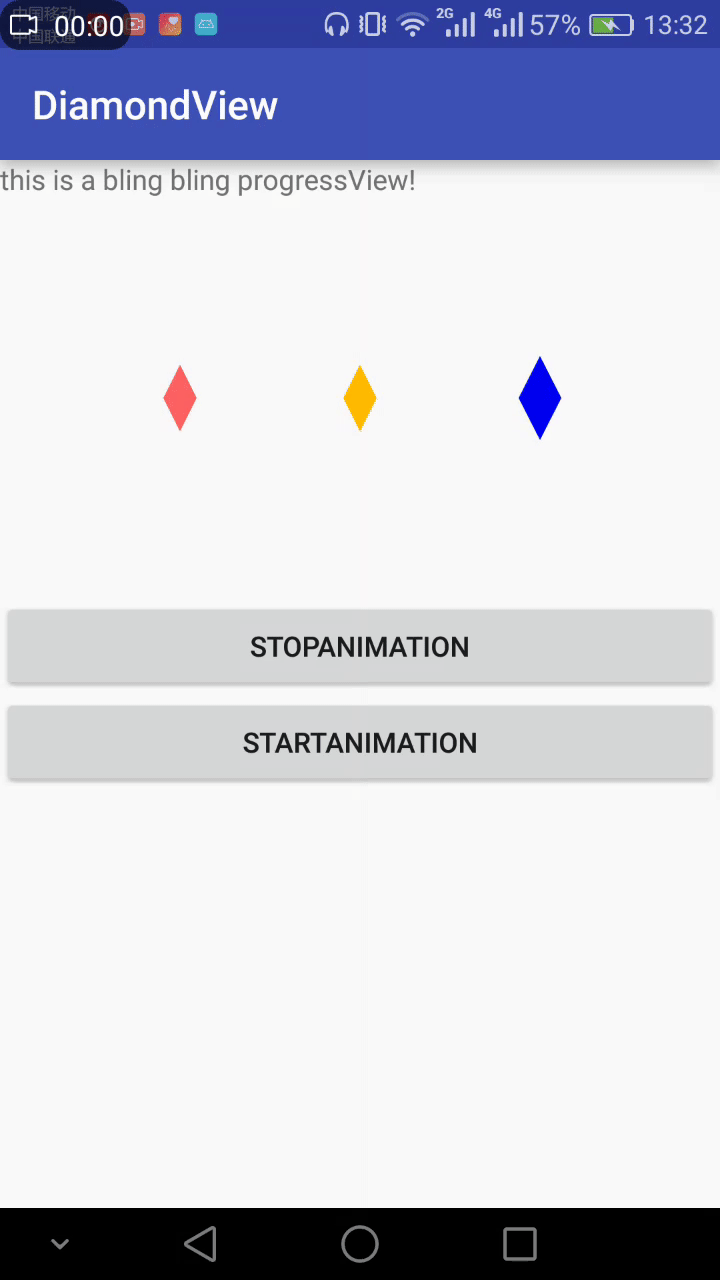 中国移动
中国联通
00:00
2G 4G 57% 13:32
DiamondView
this is a bling bling progressView!
STOPANIMATION
STARTANIMATION